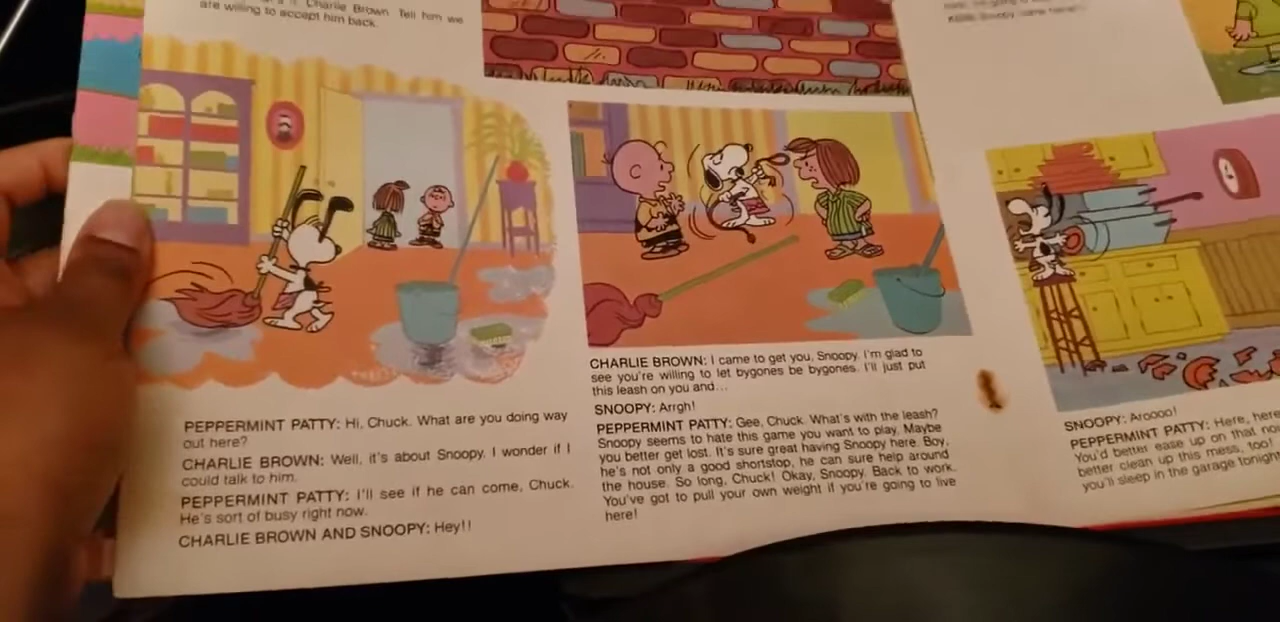 Charlie Brown. Tell him we
are willing to accept him back.
PEPPERMINT PATTY: Hi, Chuck. What are you doing way
out here?
CHARLIE BROWN: Well, it's about Snoopy. I wonder if I
could talk to him.
PEPPERMINT PATTY: I'll see if he can come, Chuck.
He's sort of busy right now.
CHARLIE BROWN AND SNOOPY: Hey!!
CHARLIE BROWN: I came to get you, Snoopy. I'm glad to
see you're willing to let bygones be bygones. I'll just put
this leash on you and...
SNOOPY: Arrgh!
PEPPERMINT PATTY: Gee, Chuck. What's with the leash?
Snoopy seems to hate this game you want to play. Maybe
you better get lost. It's sure great having Snoopy here. Boy,
he's not only a good shortstop, he can sure help around
the house. So long, Chuck! Okay, Snoopy. Back to work.
You've got to pull your own weight if you're going to live
here!
SNOOPY: Aroooo!
PEPPERMINT PATTY: Here, here
You'd better ease up on that
better clean up this mess, too!
you'll sleep in the garage tonight